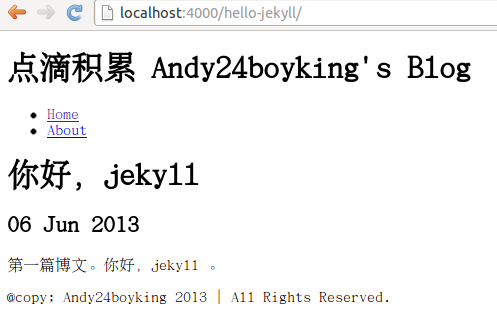 localhost:4000/hello-jekyll/
点滴积累 Andy24boyking's Blog
Home
About
你好, jekyll
06 Jun 2013
第一篇博文。你好, jekyll 。
@copy; Andy24boyking 2013 | All Rights Reserved.